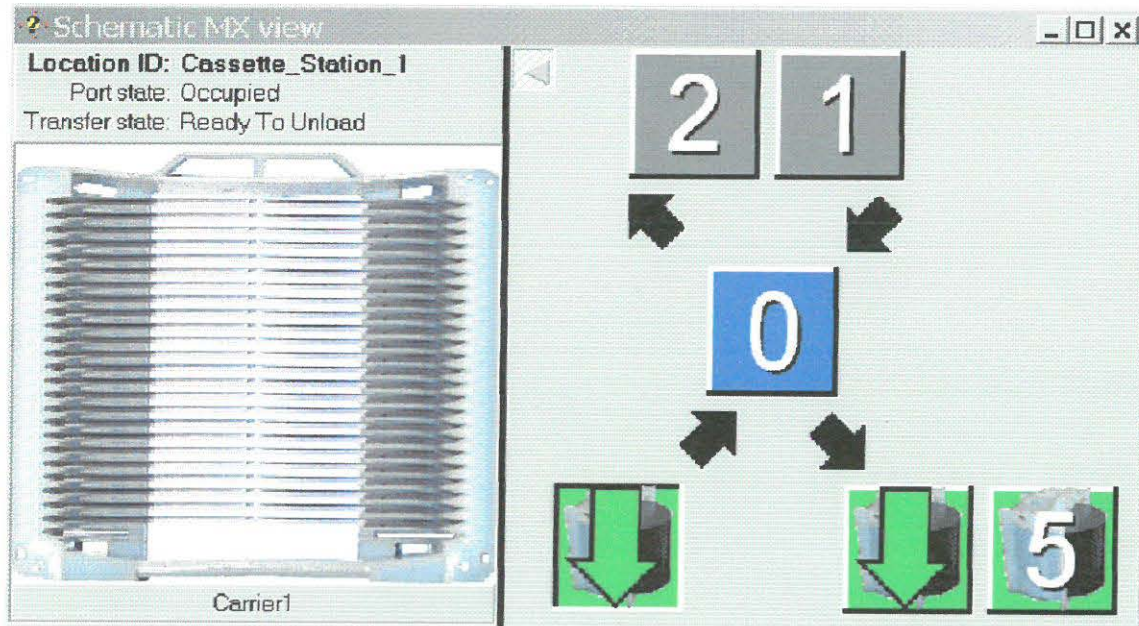 Schematic MX view
Location ID: Cassette_Station_1
Port state: Occupied
Transfer state: Ready To Unload
Carrier1
2 1
0
5